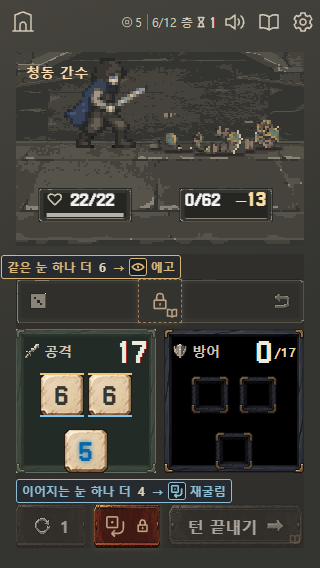 5 6/12 층 1
청동 간수
22/22
0/62 –13
같은 눈 하나 더 6 → 예고
공격 17
방어 0/17
6 6
5
이어지는 눈 하나 더 4 → 재굴림
1
턴 끝내기